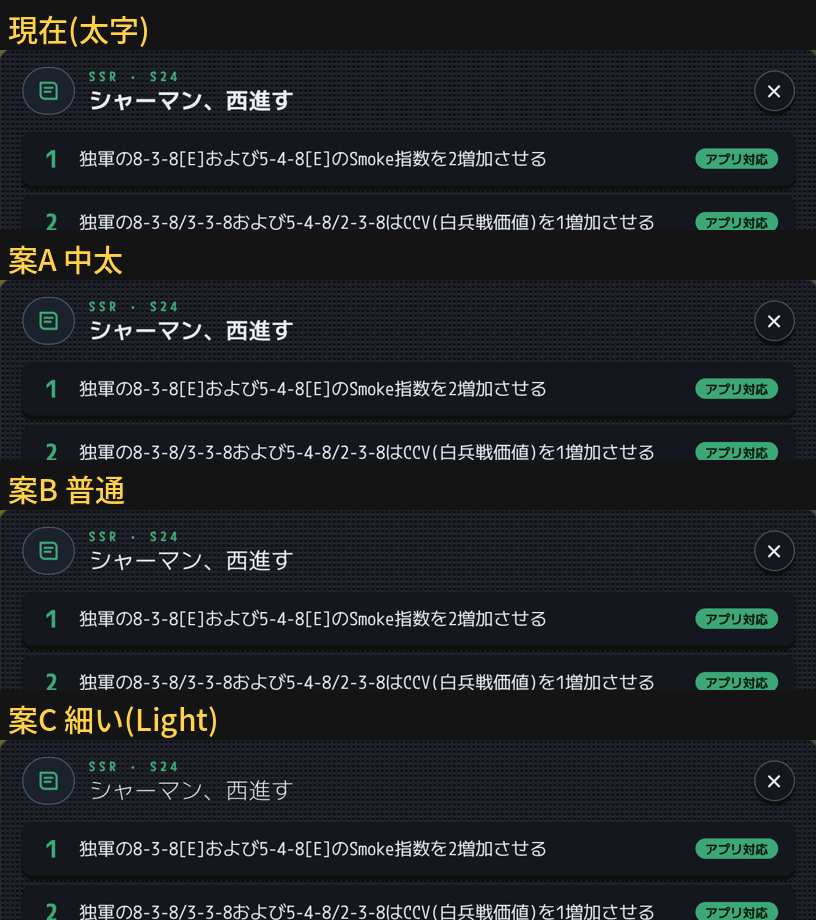 現在(太字)
SSR · S24
シャーマン、西進す
1 独軍の8-3-8[E]および5-4-8[E]のSmoke指数を2増加させる アプリ対応
2 独軍の8-3-8/3-3-8および5-4-8/2-3-8はCCV(白兵戦価値)を1増加させる アプリ対応
案A 中太
SSR · S24
シャーマン、西進す
1 独軍の8-3-8[E]および5-4-8[E]のSmoke指数を2増加させる アプリ対応
2 独軍の8-3-8/3-3-8および5-4-8/2-3-8はCCV(白兵戦価値)を1増加させる アプリ対応
案B 普通
SSR · S24
シャーマン、西進す
1 独軍の8-3-8[E]および5-4-8[E]のSmoke指数を2増加させる アプリ対応
2 独軍の8-3-8/3-3-8および5-4-8/2-3-8はCCV(白兵戦価値)を1増加させる アプリ対応
案C 細い(Light)
SSR · S24
シャーマン、西進す
1 独軍の8-3-8[E]および5-4-8[E]のSmoke指数を2増加させる アプリ対応
2 独軍の8-3-8/3-3-8および5-4-8/2-3-8はCCV(白兵戦価値)を1増加させる アプリ対応